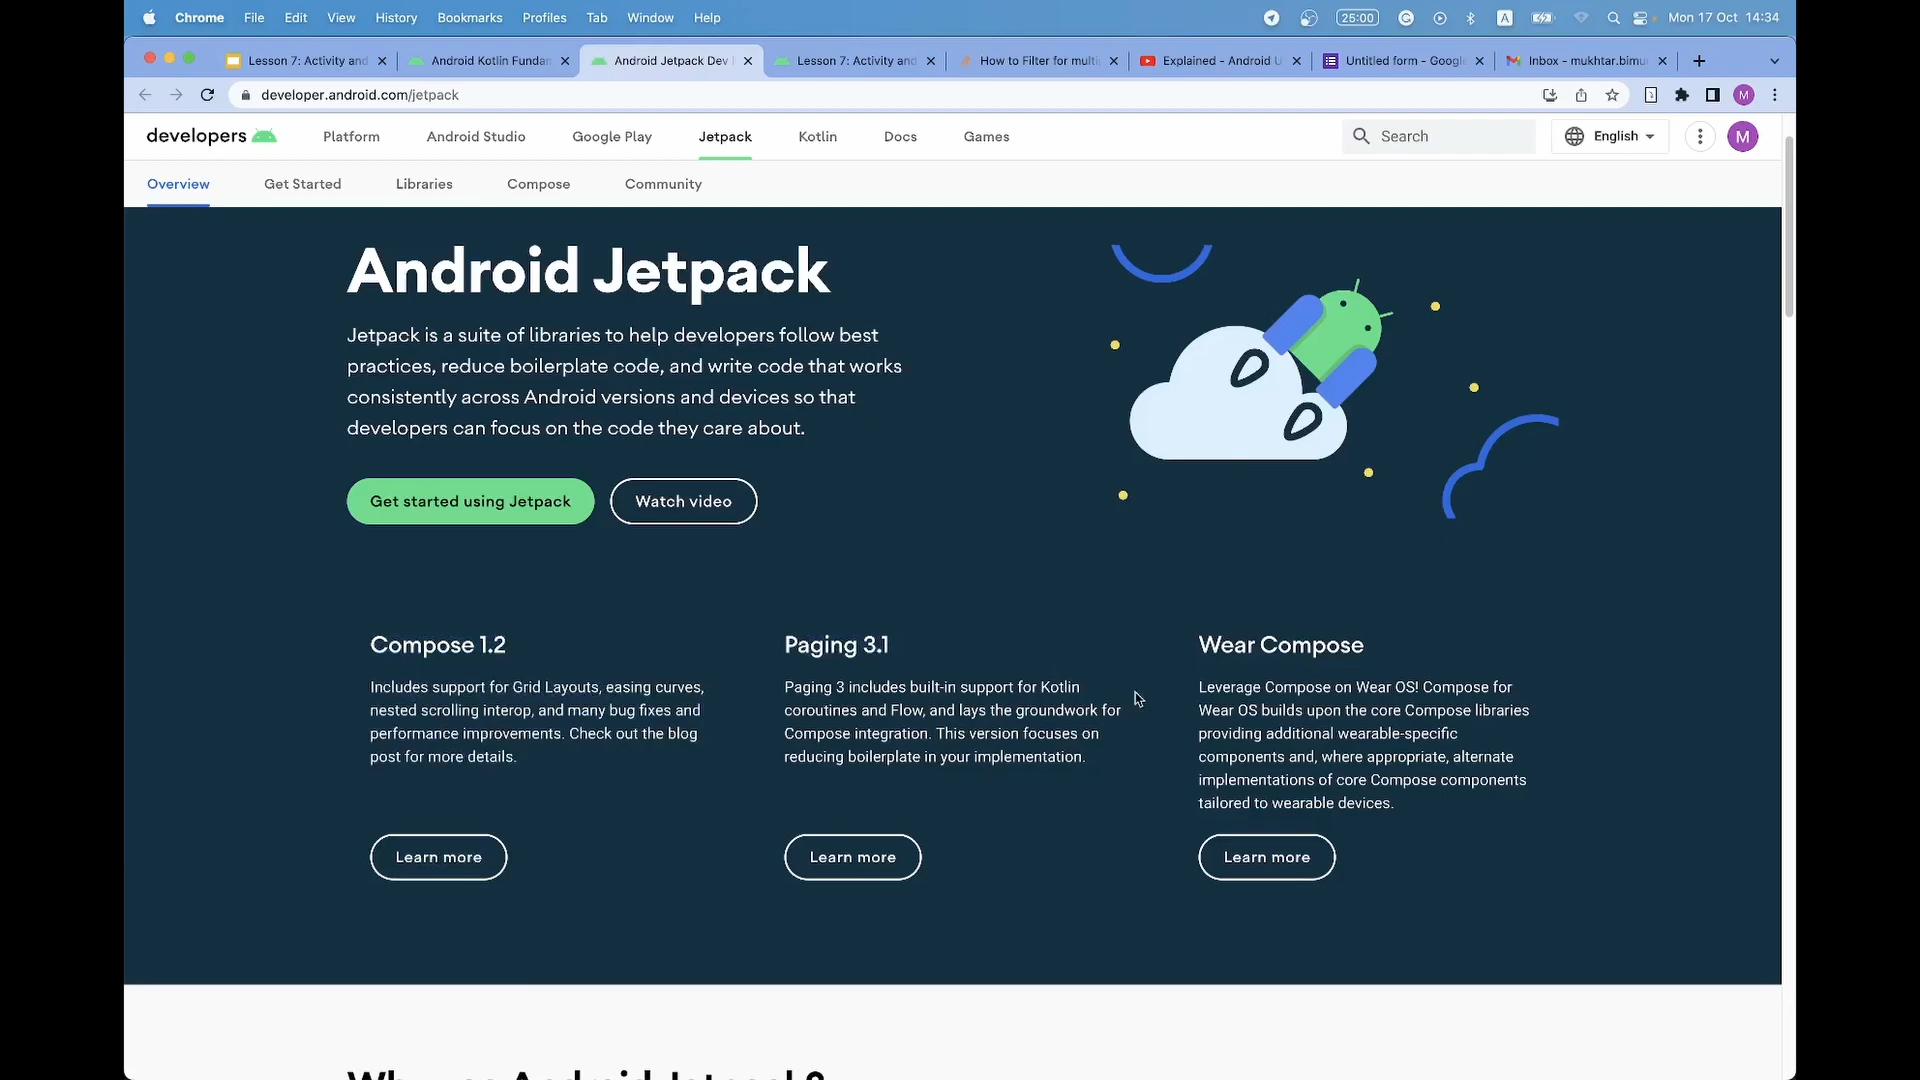 Chrome File Edit View History Bookmarks Profiles Tab Window Help 25:00 A Mon 17 Oct 14:34
Lesson 7: Activity and Android Kotlin Fundam Android Jetpack Dev Lesson 7: Activity and How to Filter for multi Explained - Android U Untitled form - Google Inbox - mukhtar.bimu
developer.android.com/jetpack M
developers Platform Android Studio Google Play Jetpack Kotlin Docs Games Search English M
Overview Get Started Libraries Compose Community
Android Jetpack
Jetpack is a suite of libraries to help developers follow best
practices, reduce boilerplate code, and write code that works
consistently across Android versions and devices so that
developers can focus on the code they care about.
Get started using Jetpack Watch video
Compose 1.2
Includes support for Grid Layouts, easing curves,
nested scrolling interop, and many bug fixes and
performance improvements. Check out the blog
post for more details.
Learn more
Paging 3.1
Paging 3 includes built-in support for Kotlin
coroutines and Flow, and lays the groundwork for
Compose integration. This version focuses on
reducing boilerplate in your implementation.
Learn more
Wear Compose
Leverage Compose on Wear OS! Compose for
Wear OS builds upon the core Compose libraries
providing additional wearable-specific
components and, where appropriate, alternate
implementations of core Compose components
tailored to wearable devices.
Learn more
Why use Android Jetpack?